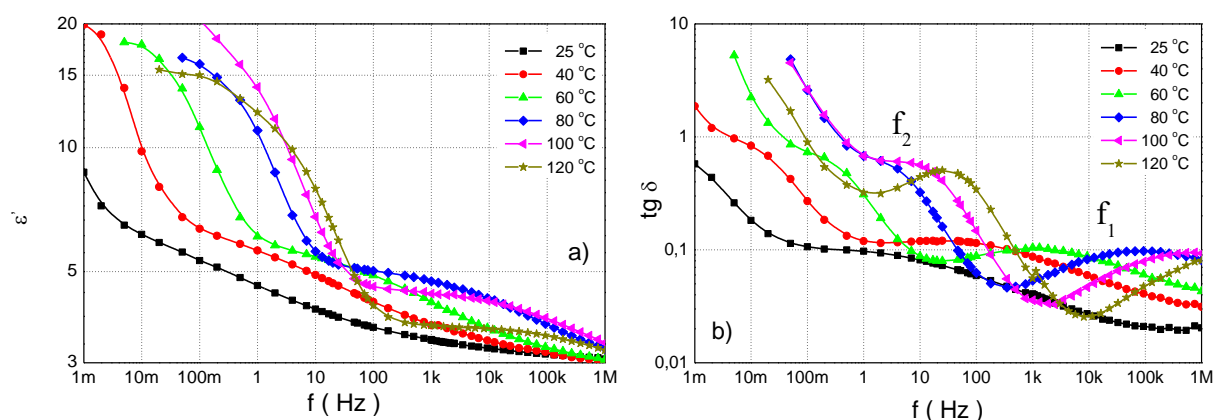 20
15
10
5
3
ε'
1m 10m 100m 1 10 100 1k 10k 100k 1M
f ( Hz )
25 °C
40 °C
60 °C
80 °C
100 °C
120 °C
a)
10
1
0,1
0,01
tg δ
1m 10m 100m 1 10 100 1k 10k 100k 1M
f ( Hz )
25 °C
40 °C
60 °C
80 °C
100 °C
120 °C
f2
f1
b)